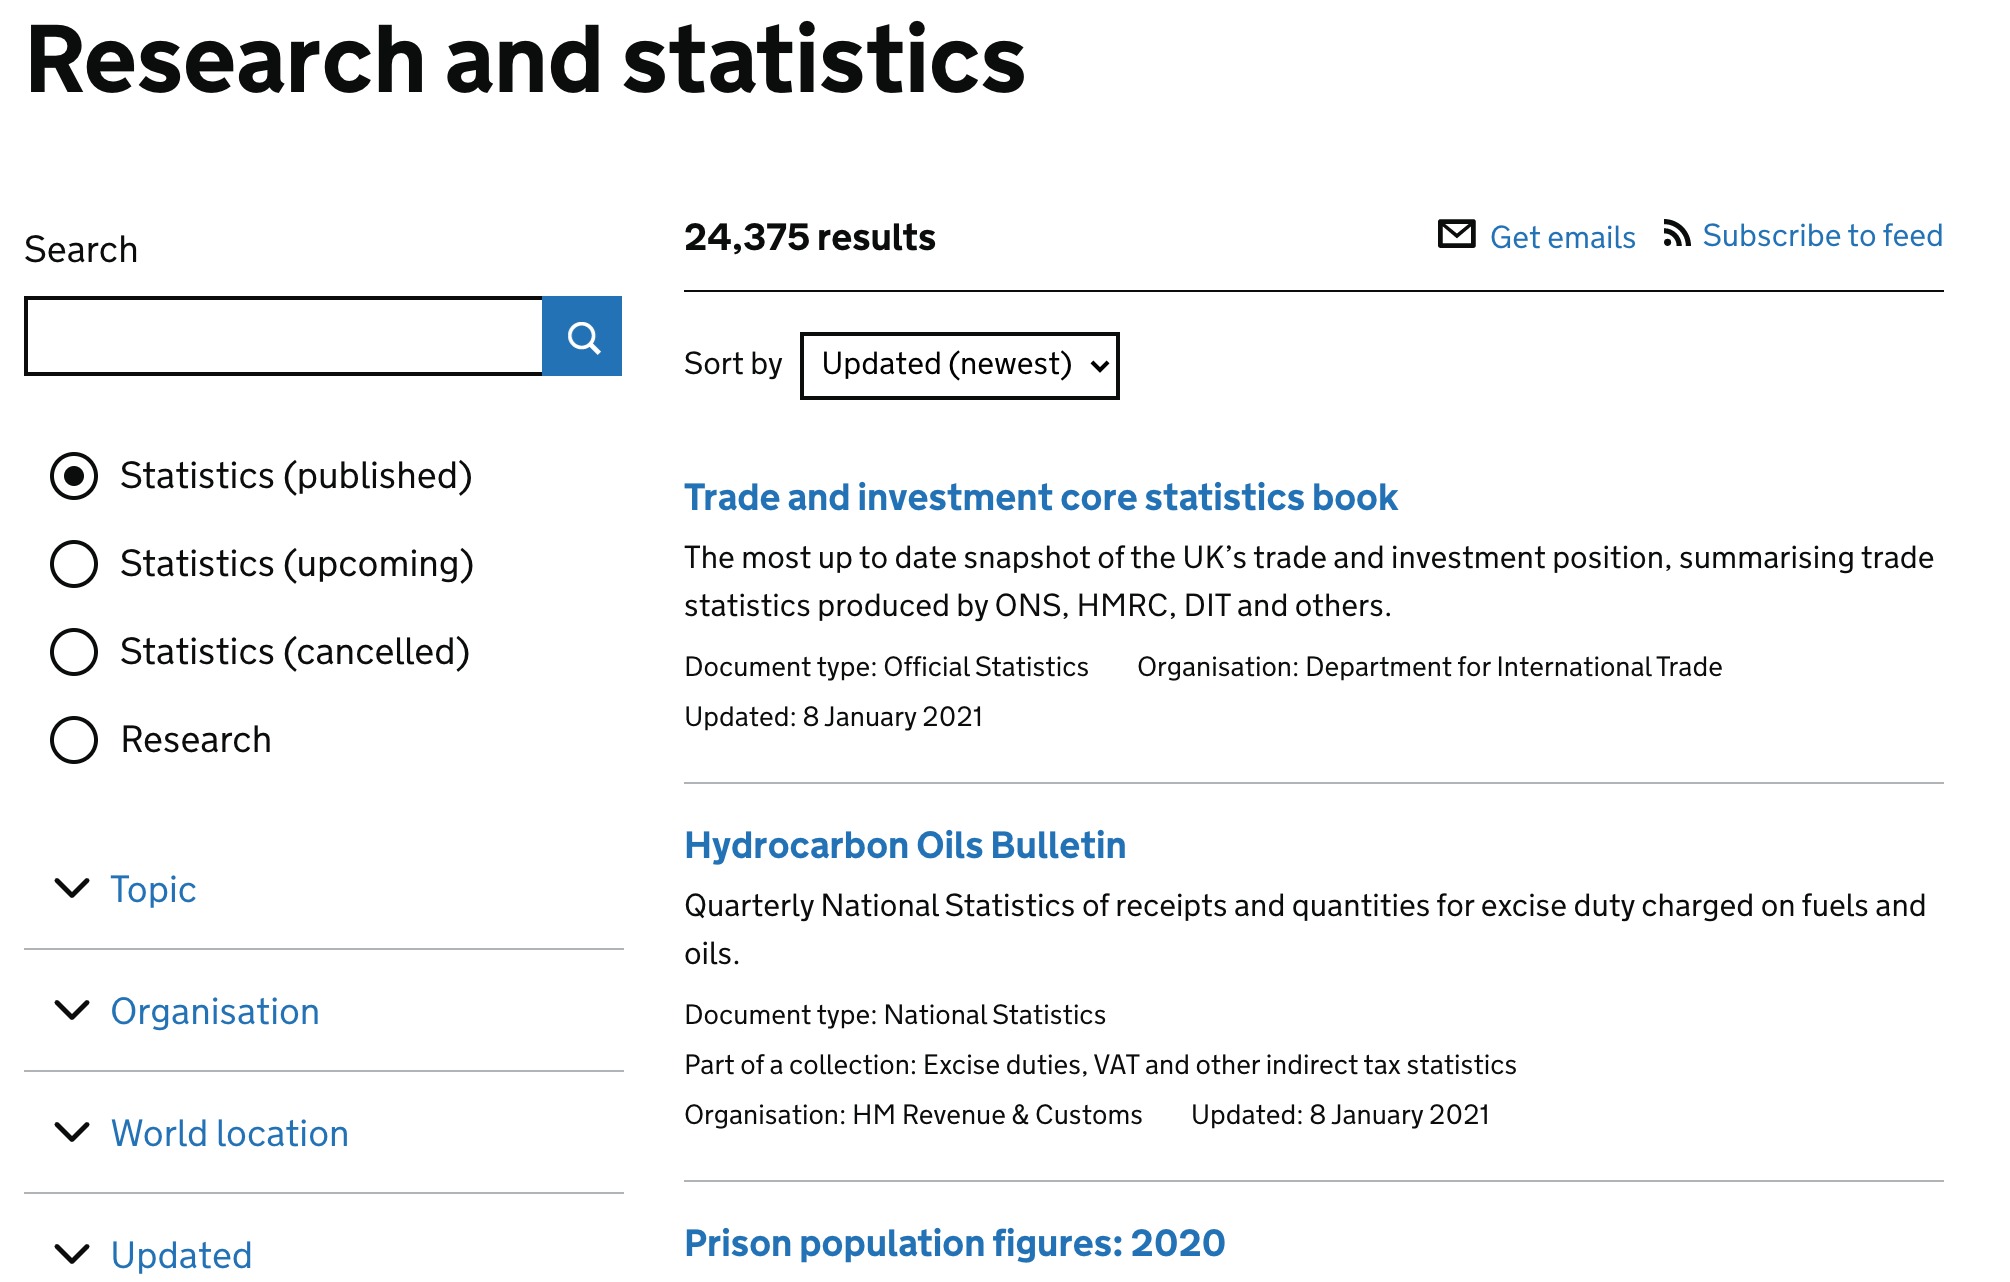 Research and statistics
Search
Statistics (published)
Statistics (upcoming)
Statistics (cancelled)
Research
Topic
Organisation
World location
Updated
24,375 results
Get emails
Subscribe to feed
Sort by
Updated (newest)
Trade and investment core statistics book
The most up to date snapshot of the UK’s trade and investment position, summarising trade
statistics produced by ONS, HMRC, DIT and others.
Document type: Official Statistics
Organisation: Department for International Trade
Updated: 8 January 2021
Hydrocarbon Oils Bulletin
Quarterly National Statistics of receipts and quantities for excise duty charged on fuels and
oils.
Document type: National Statistics
Part of a collection: Excise duties, VAT and other indirect tax statistics
Organisation: HM Revenue & Customs
Updated: 8 January 2021
Prison population figures: 2020